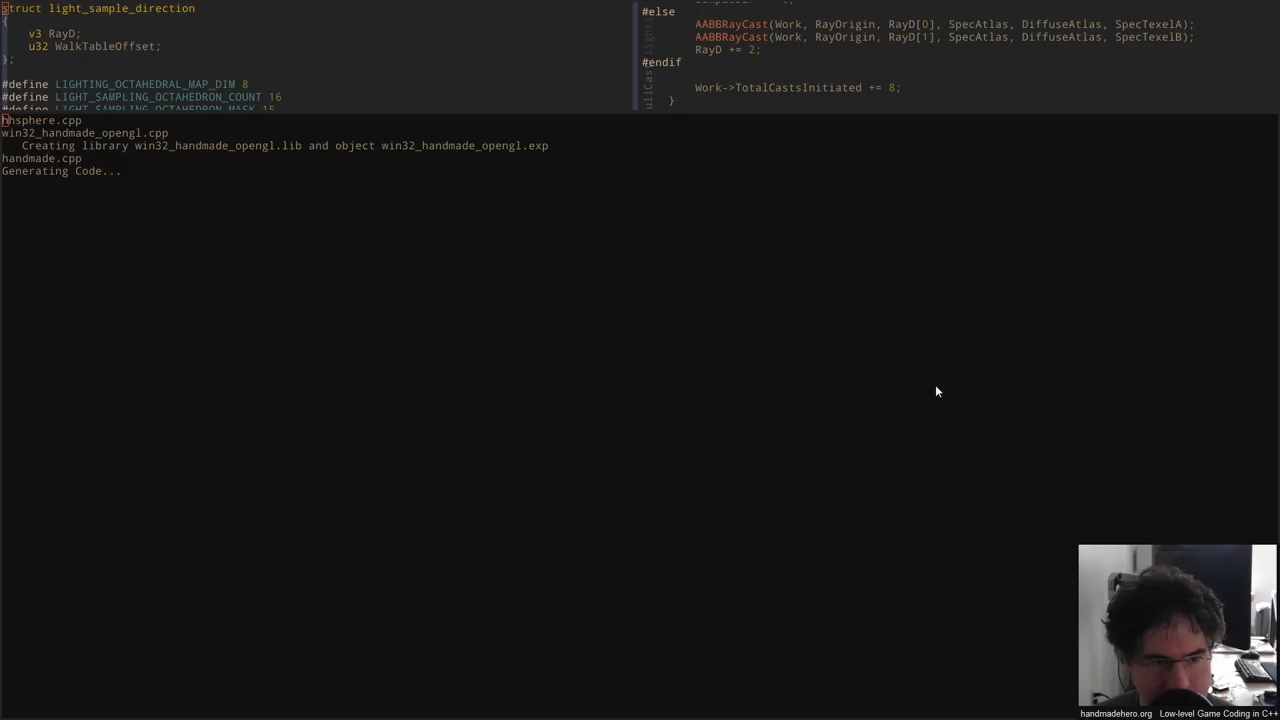 struct light_sample_direction
{
v3 RayD;
u32 WalkTableOffset;
};
#define LIGHTING_OCTAHEDRAL_MAP_DIM 8
#define LIGHT_SAMPLING_OCTAHEDRON_COUNT 16
#define LIGHT_SAMPLING_OCTAHEDRON_MASK 15
#else
AABBRayCast(Work, RayOrigin, RayD[0], SpecAtlas, DiffuseAtlas, SpecTexelA);
AABBRayCast(Work, RayOrigin, RayD[1], SpecAtlas, DiffuseAtlas, SpecTexelB);
RayD += 2;
#endif
Work->TotalCastsInitiated += 8;
}
hhsphere.cpp
win32_handmade_opengl.cpp
Creating library win32_handmade_opengl.lib and object win32_handmade_opengl.exp
handmade.cpp
Generating Code...
handmadehero.org Low-level Game Coding in C++